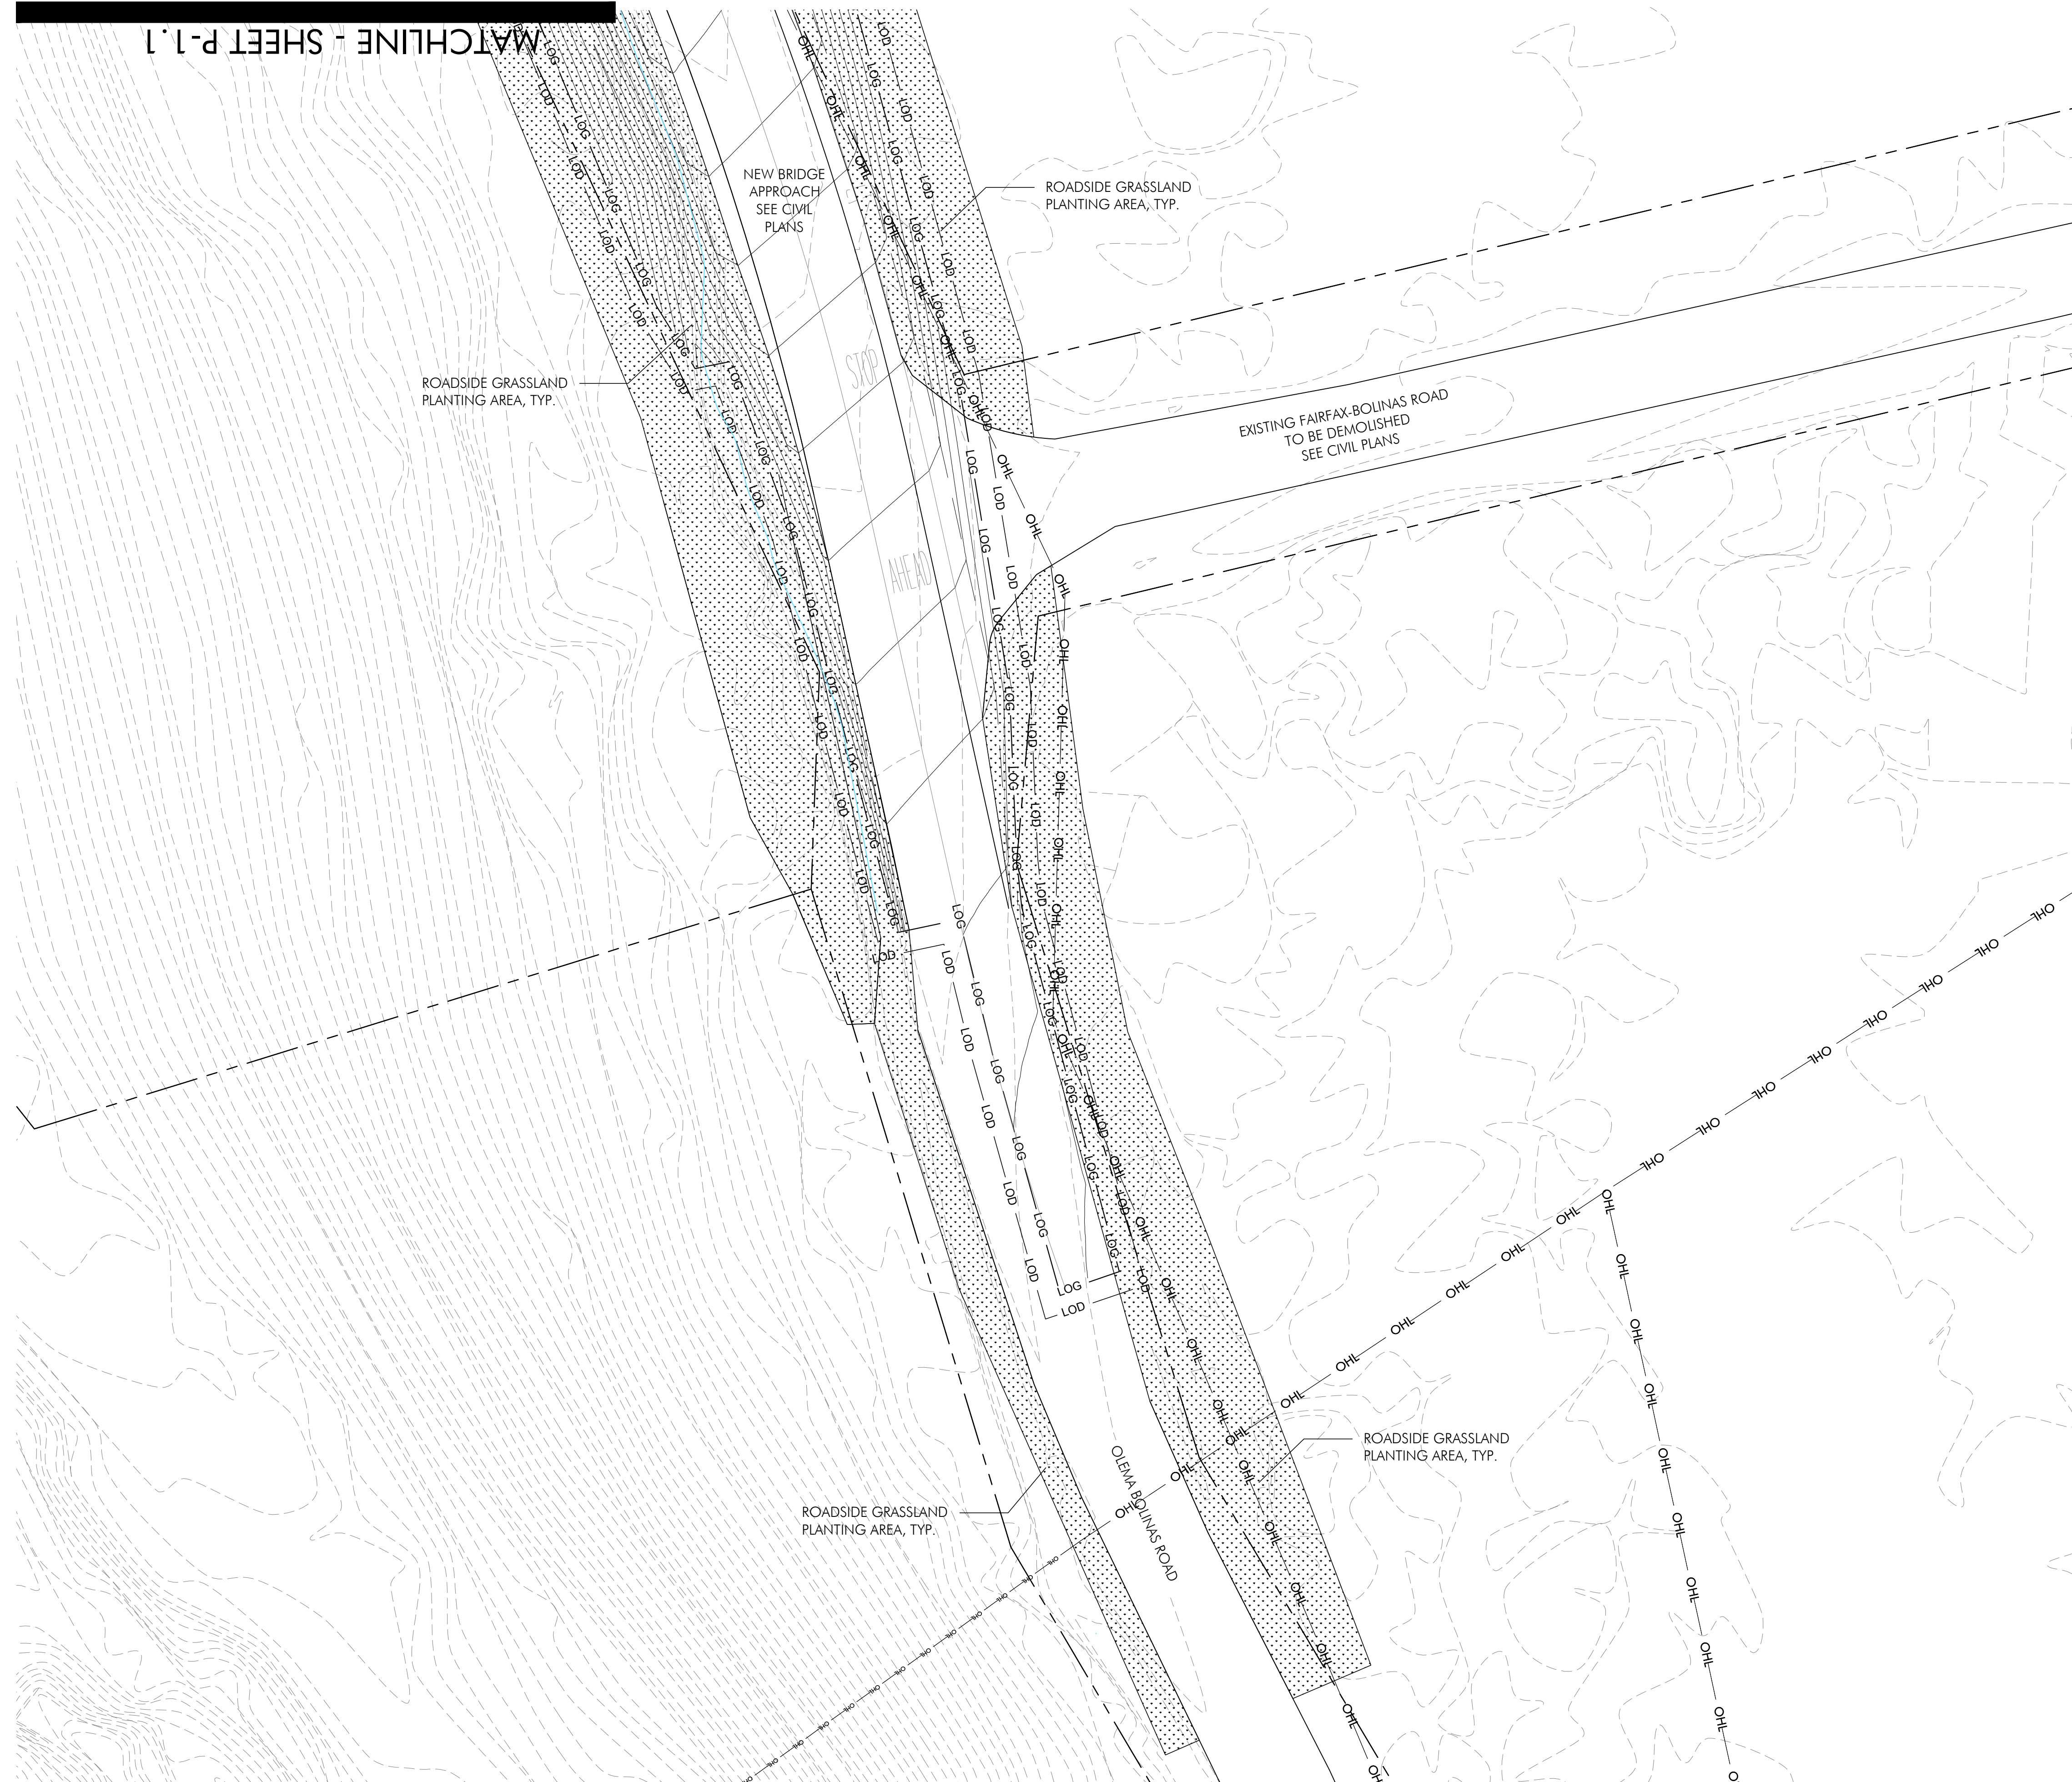 MATCHLINE - SHEET P-1.1
NEW BRIDGE
APPROACH
SEE CIVIL
PLANS
ROADSIDE GRASSLAND
PLANTING AREA, TYP.
STOP
ROADSIDE GRASSLAND
PLANTING AREA, TYP.
EXISTING FAIRFAX-BOLINAS ROAD
TO BE DEMOLISHED
SEE CIVIL PLANS
AHEAD
LOG
LOD
OHL
ROADSIDE GRASSLAND
PLANTING AREA, TYP.
OLEMA BOLINAS ROAD
ROADSIDE GRASSLAND
PLANTING AREA, TYP.